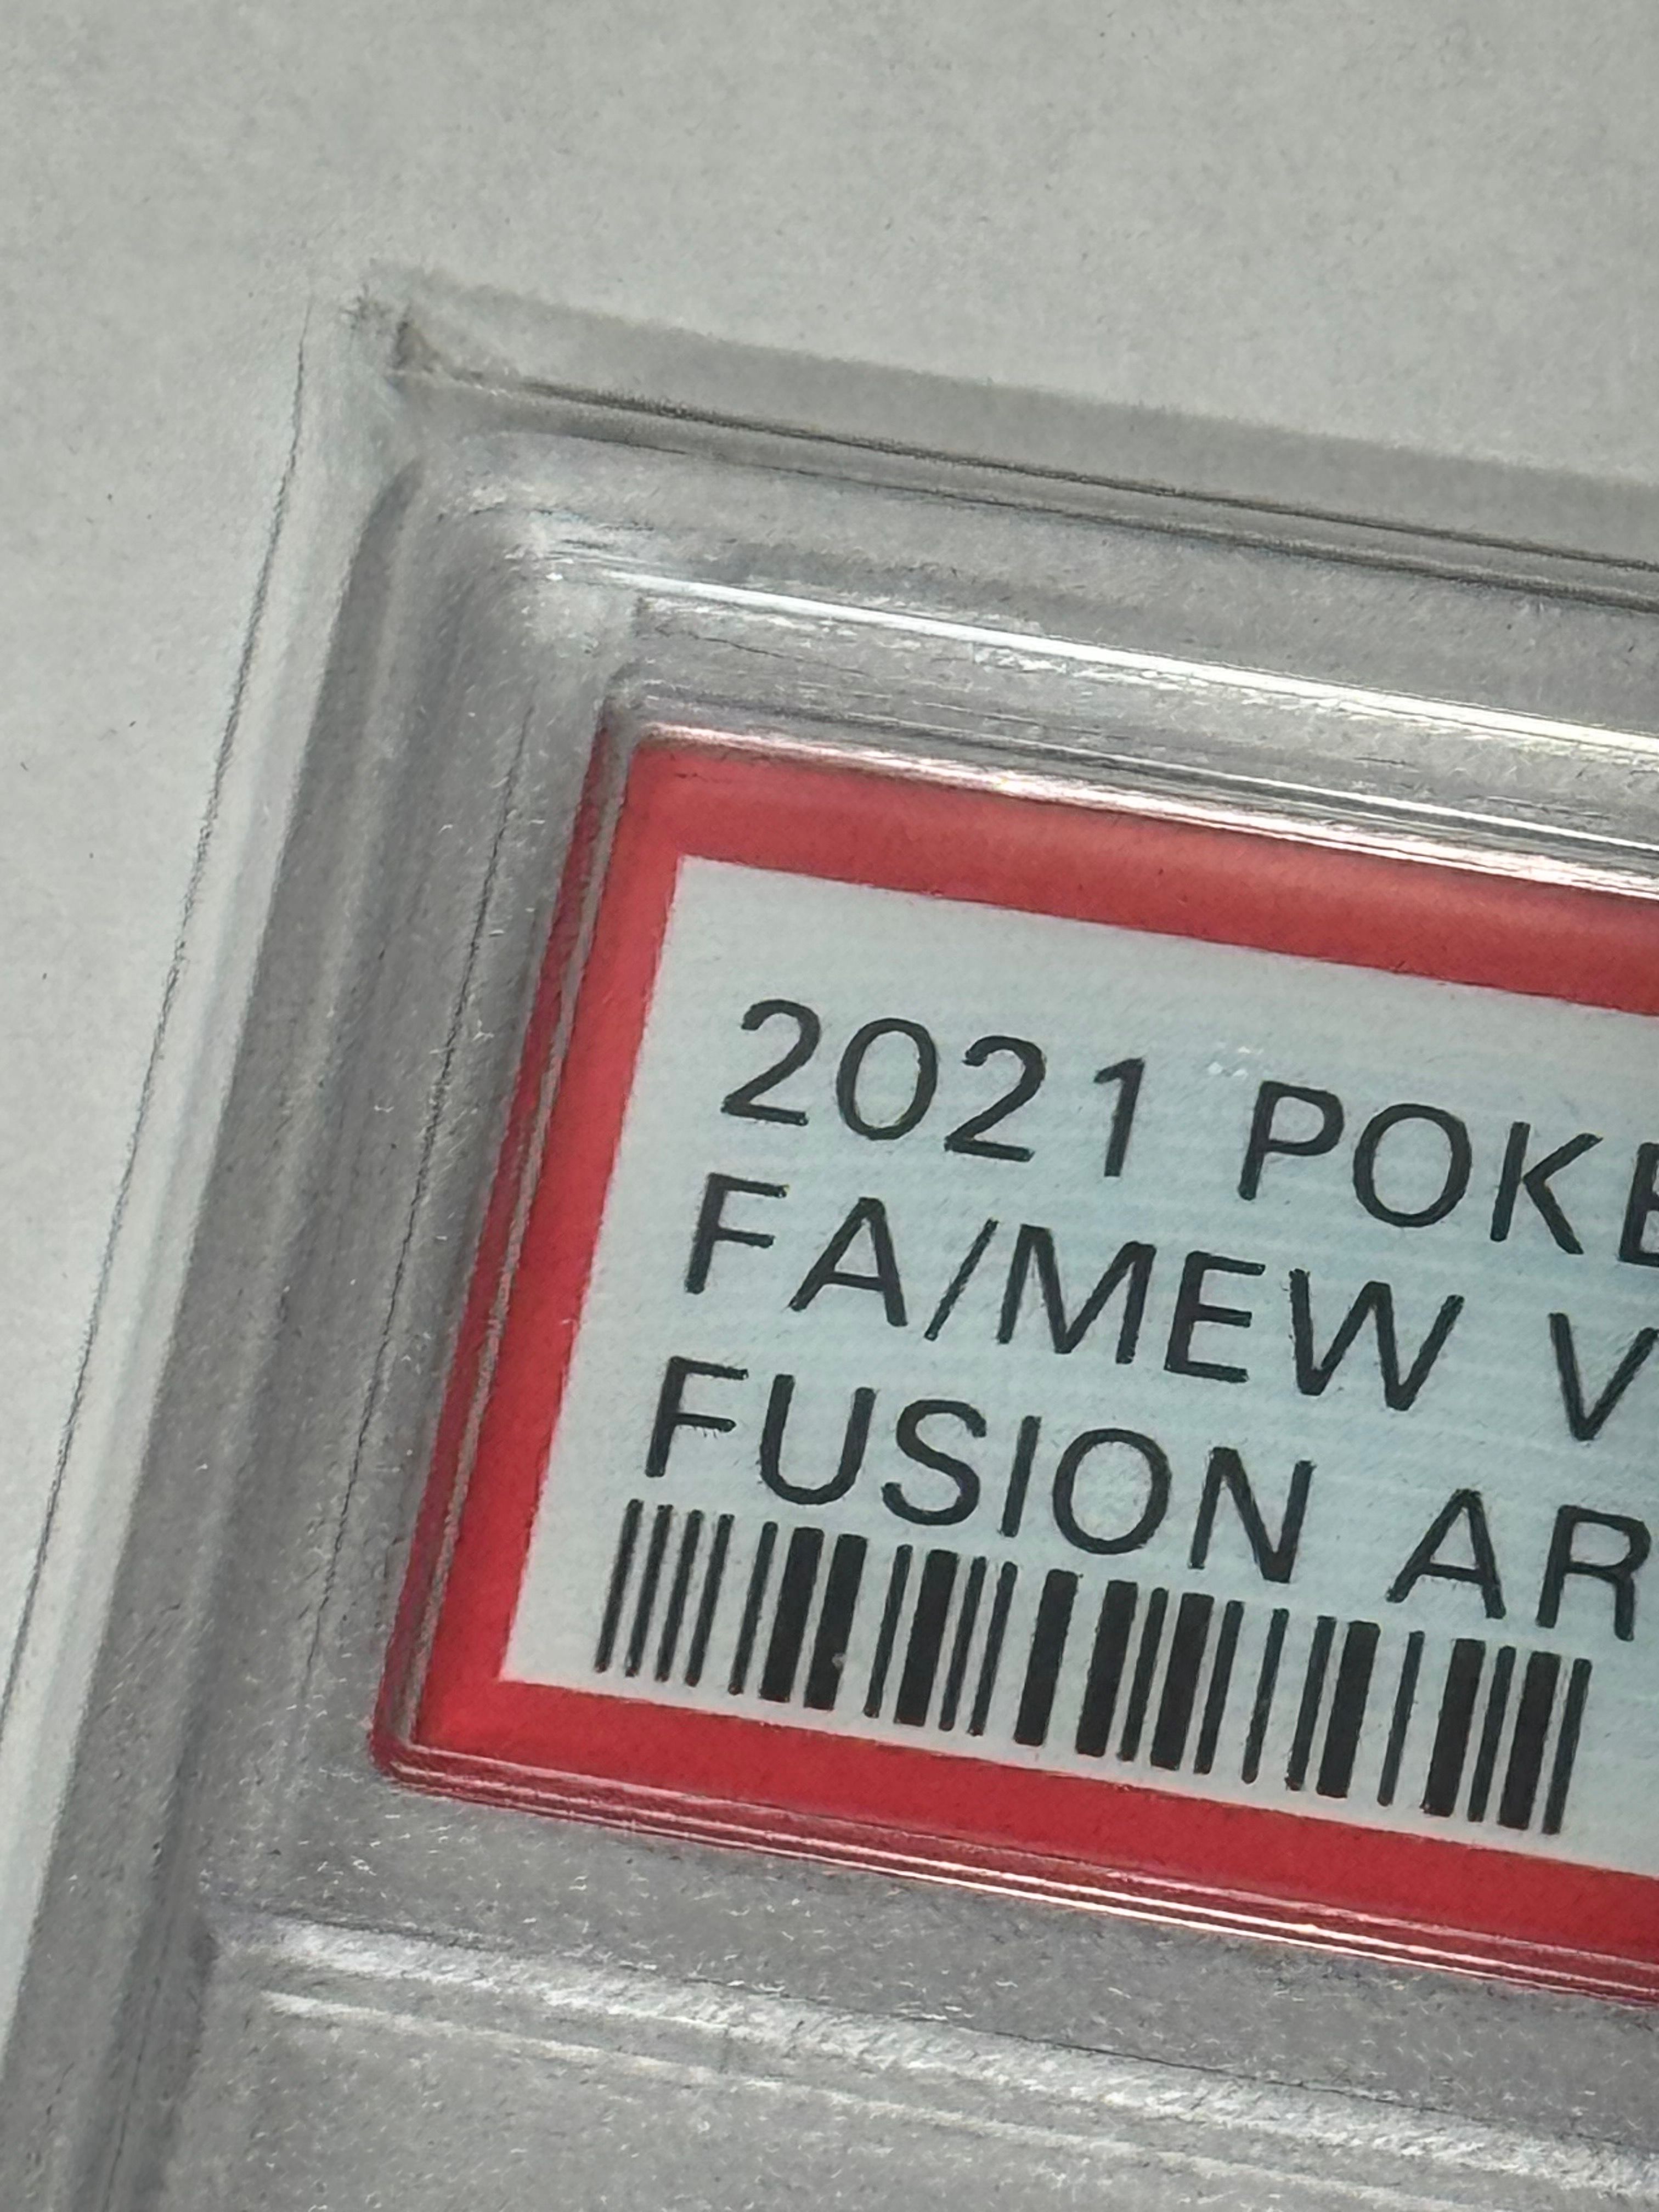 2021 POKE
FA/MEW V
FUSION AR